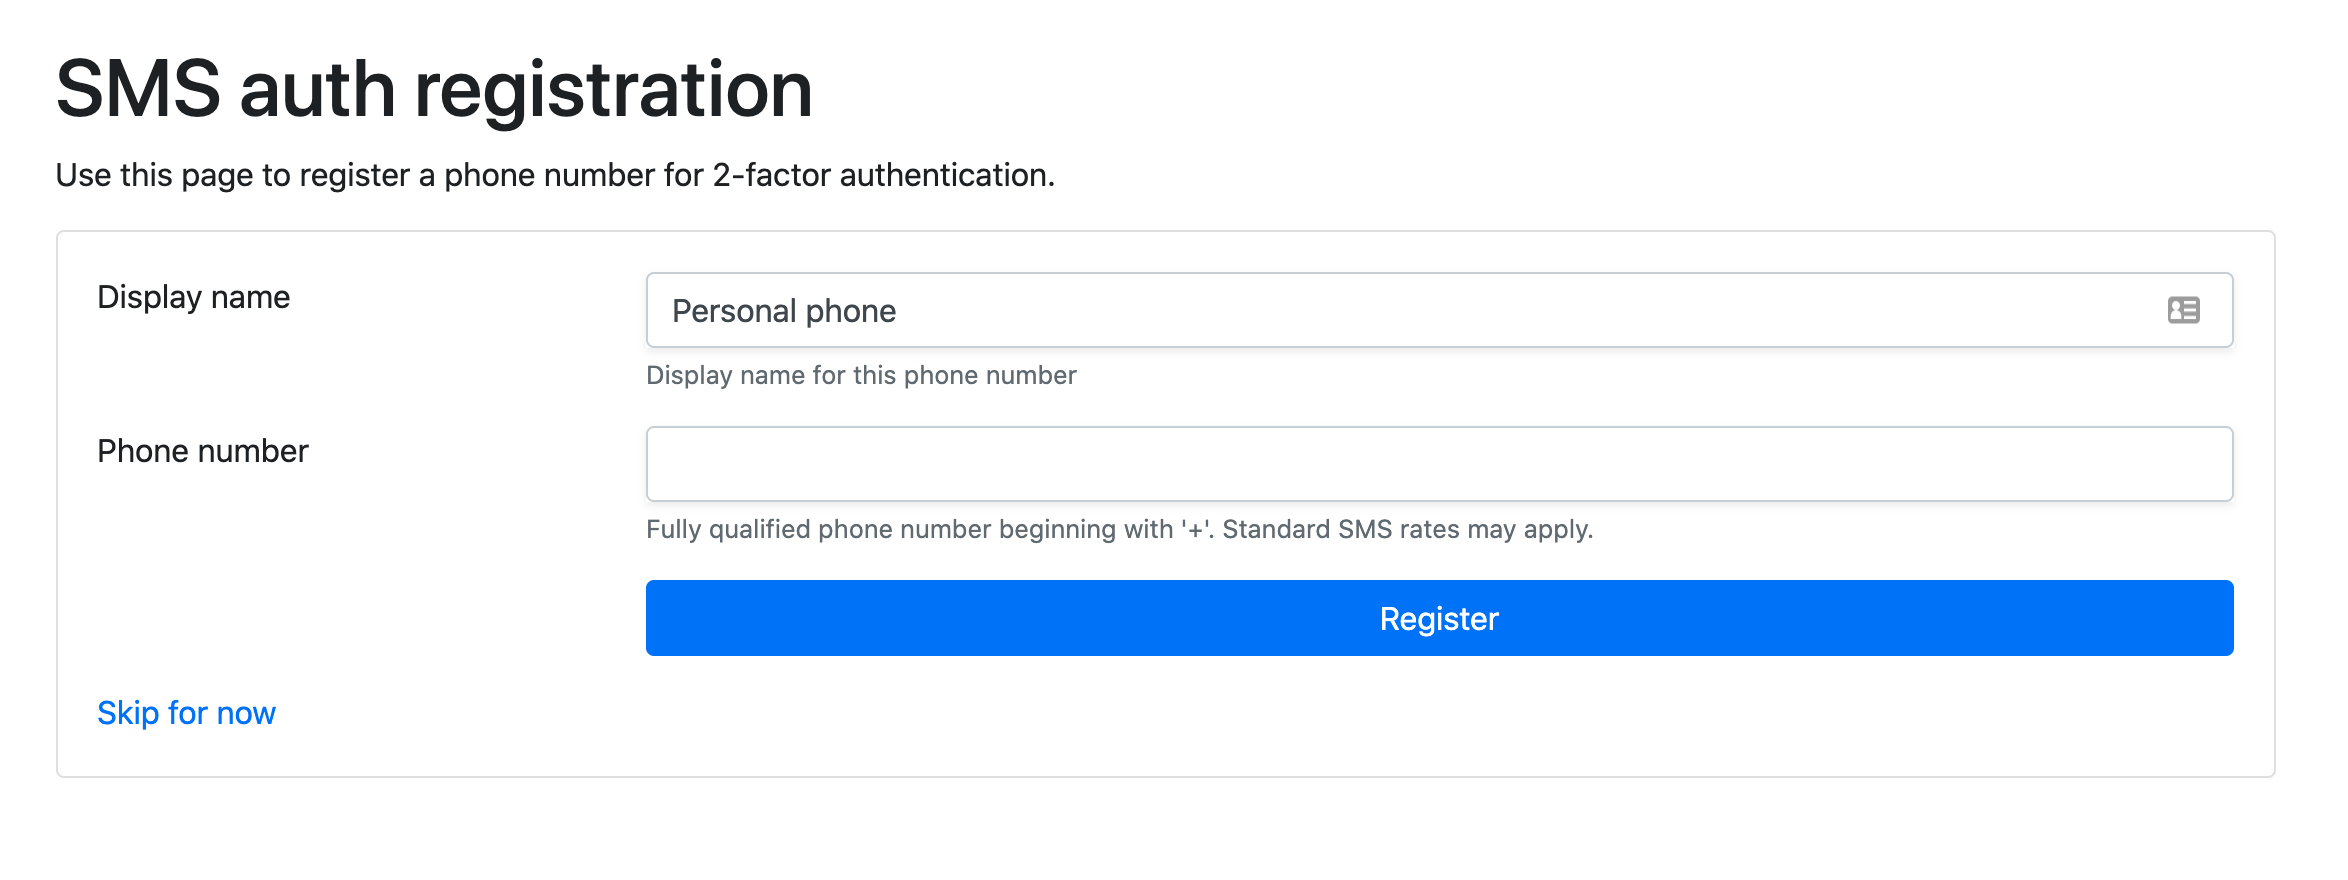 SMS auth registration
Use this page to register a phone number for 2-factor authentication.
Display name
Personal phone
Display name for this phone number
Phone number
Fully qualified phone number beginning with '+'. Standard SMS rates may apply.
Register
Skip for now